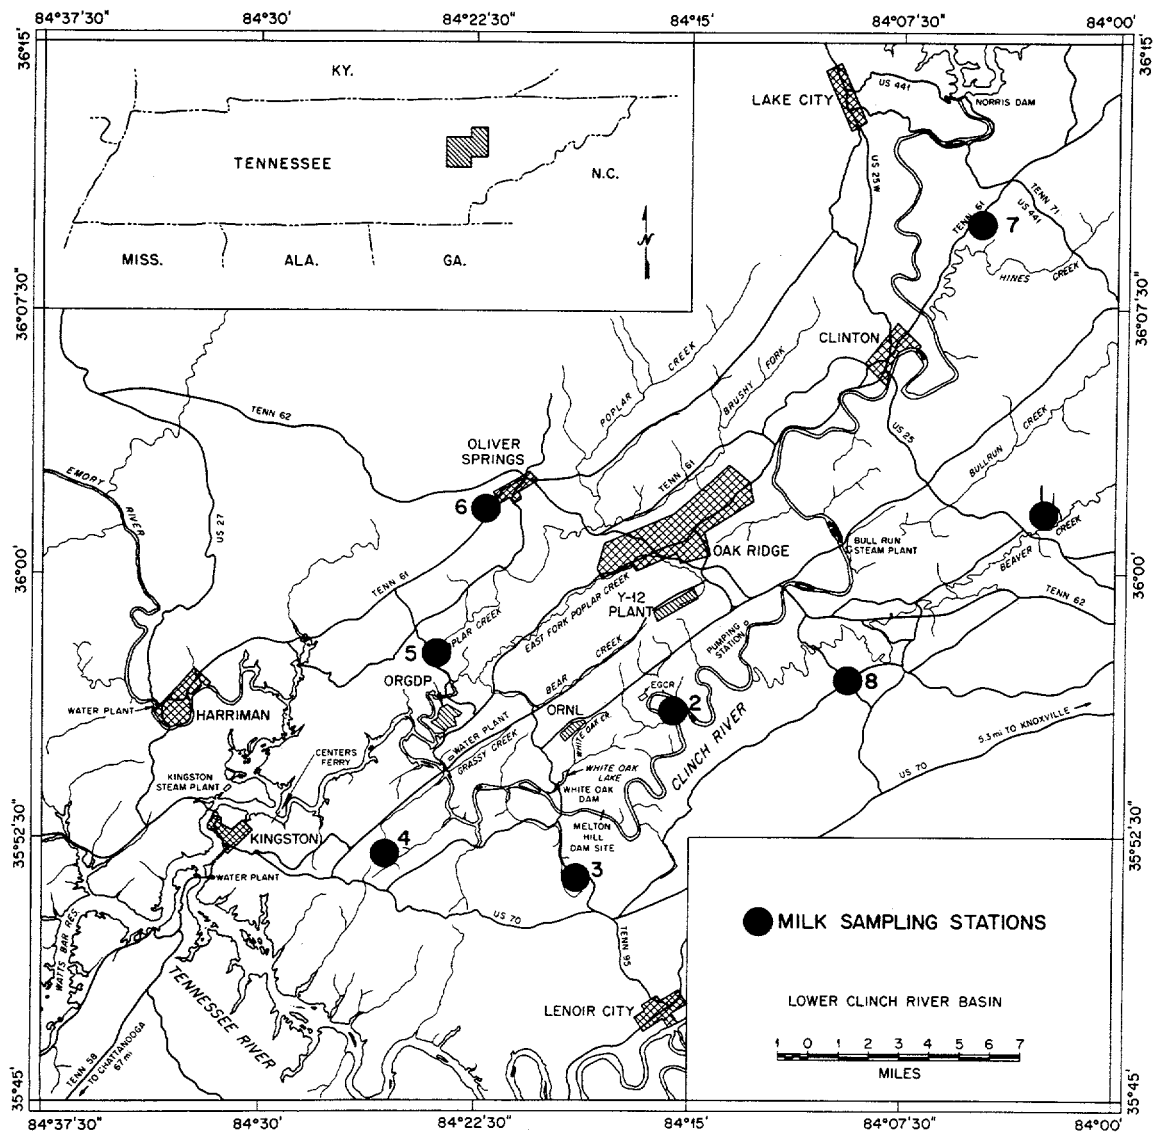 84°37'30"
84°30'
84°22'30"
84°15'
84°07'30"
84°00'
36°15'
36°15'
KY.
TENNESSEE
N.C.
N
MISS.
ALA.
GA.
LAKE CITY
US 441
NORRIS DAM
US 25W
TENN 71
TENN 61
US 441
7
HINES CREEK
36°07'30"
36°07'30"
CLINTON
POPLAR CREEK
BRUSHY FORK
TENN 62
US 25
BULLRUN CREEK
OLIVER
SPRINGS
TENN 61
EMORY RIVER
US 27
6
1
OAK RIDGE
BULL RUN
STEAM PLANT
BEAVER CREEK
36°00'
36°00'
TENN 61
Y-12
PLANT
EAST FORK POPLAR CREEK
TENN 62
PUMPING
STATION
5
PLAR CREEK
BEAR CREEK
ORGDP
EGCR
2
8
WATER PLANT
HARRIMAN
ORNL
WHITE OAK CR.
WATER PLANT
GRASSY CREEK
CLINCH RIVER
5.3 mi TO KNOXVILLE
CENTERS
FERRY
KINGSTON
STEAM PLANT
WHITE OAK
LAKE
WHITE OAK
DAM
US 70
MELTON
HILL
DAM SITE
35°52'30"
35°52'30"
KINGSTON
4
3
WATER PLANT
US 70
WATTS BAR RES.
TENN 95
MILK SAMPLING STATIONS
TENNESSEE RIVER
LENOIR CITY
LOWER CLINCH RIVER BASIN
1 0 1 2 3 4 5 6 7
MILES
TENN 58
TO CHATTANOOGA
67 mi
35°45'
35°45'
84°37'30"
84°30'
84°22'30"
84°15'
84°07'30"
84°00'